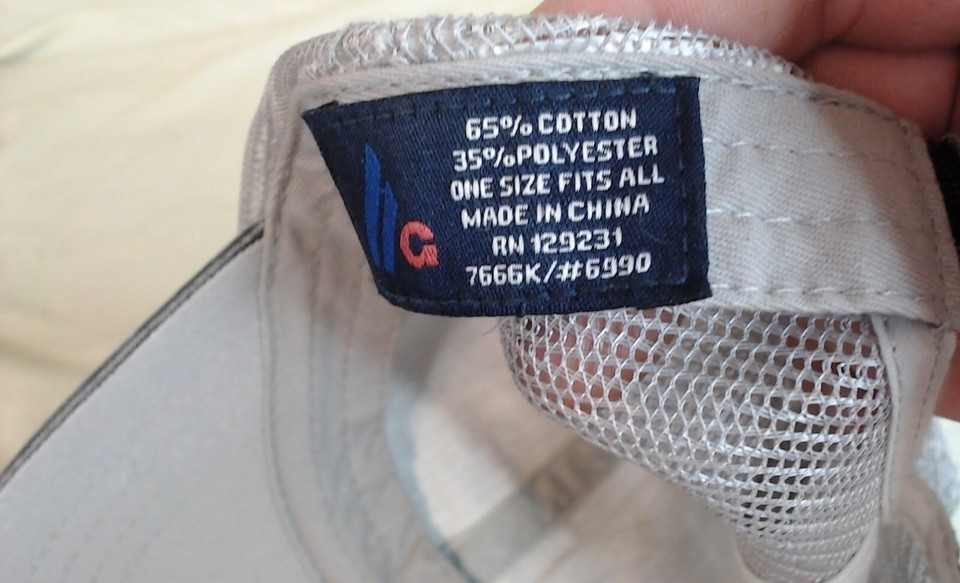 65% COTTON
35% POLYESTER
ONE SIZE FITS ALL
MADE IN CHINA
RN 129231
7666K/#6990
G